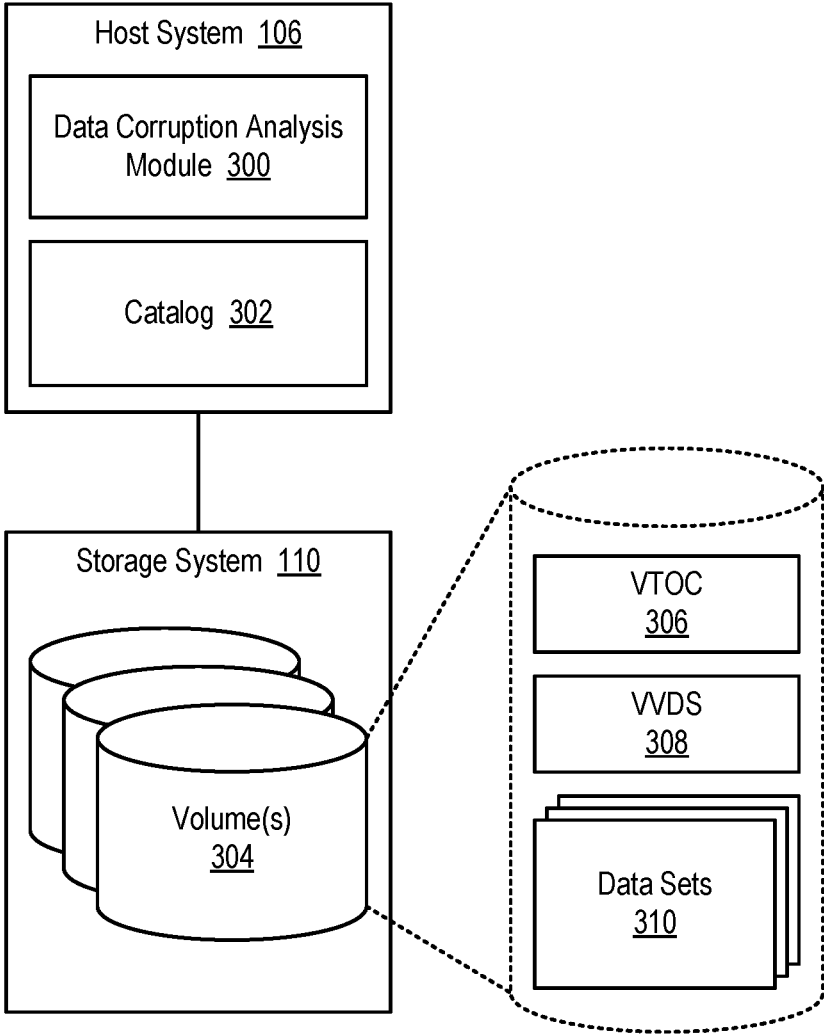 Host System 106
Data Corruption Analysis
Module 300
Catalog 302
Storage System 110
Volume(s)
304
VTOC
306
VVDS
308
Data Sets
310